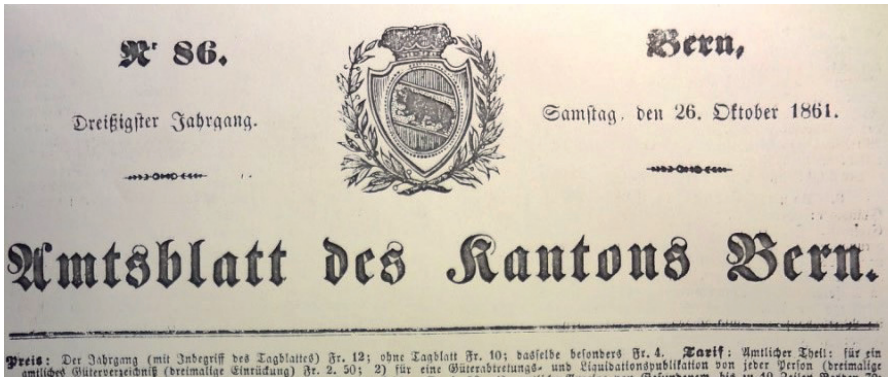 Nr 86.
Bern,
Dreißigster Jahrgang.
Samstag, den 26. Oktober 1861.
Amtsblatt des Kantons Bern.
Preis: Der Jahrgang (mit Inbegriff des Tagblattes) Fr. 12; ohne Tagblatt Fr. 10; dasselbe besonders Fr. 4. Tarif: Amtlicher Theil: für ein
amtliches Güterverzeichniß (dreimalige Einrückung) Fr. 2. 50; 2) für eine Güterabtretungs- und Liquidationspublikation von jeder Person (dreimalige